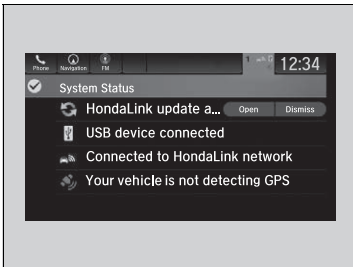 Phone Navigation FM 12:34
System Status
HondaLink update a... Open Dismiss
USB device connected
Connected to HondaLink network
Your vehicle is not detecting GPS